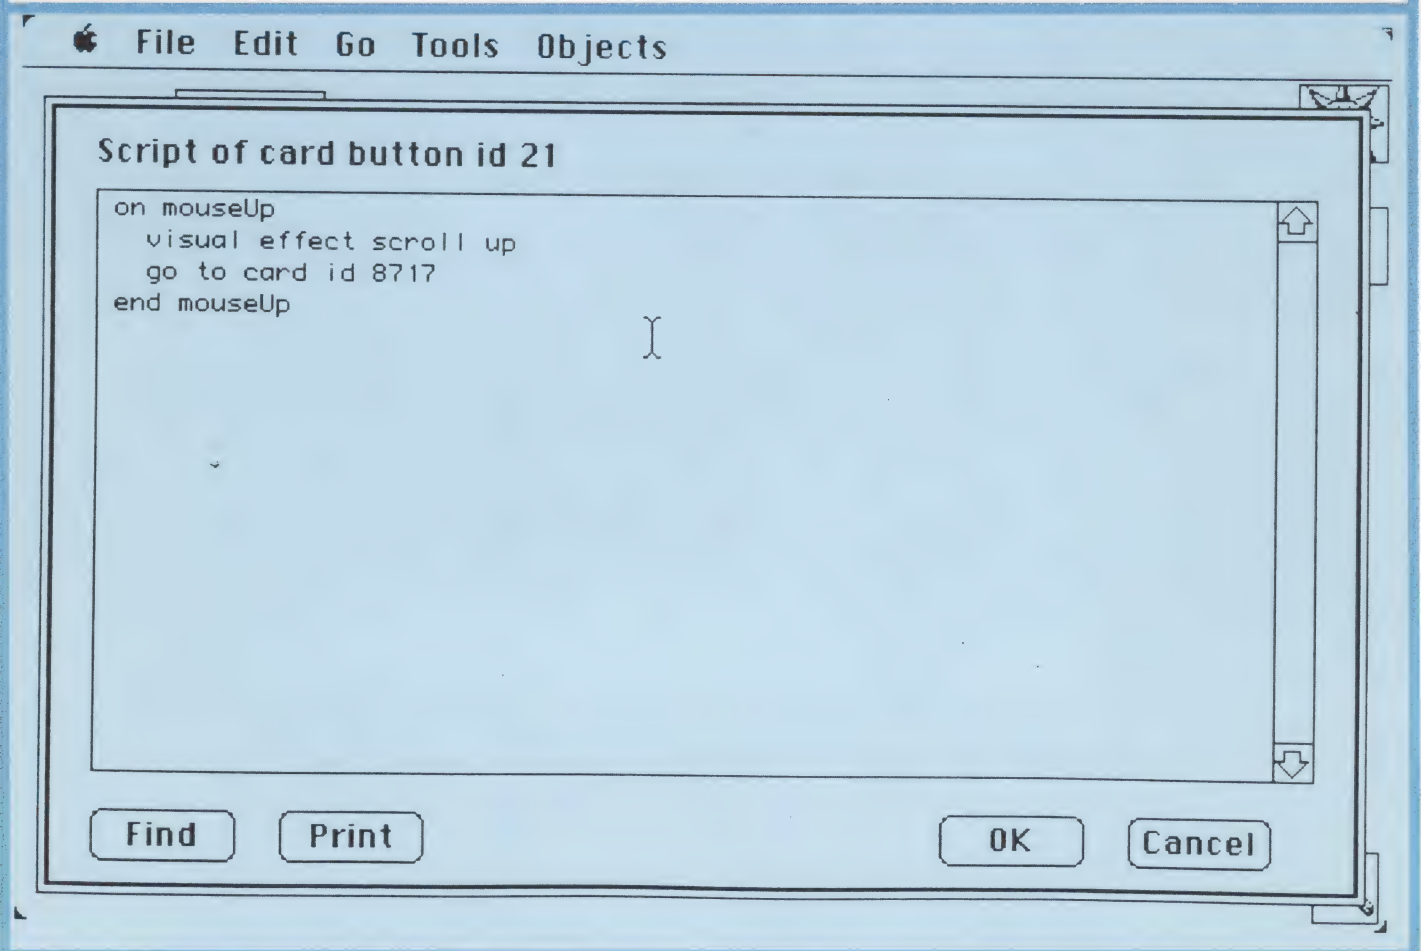 File Edit Go Tools Objects
Script of card button id 21
on mouseUp
visual effect scroll up
go to card id 8717
end mouseUp
Find Print OK Cancel